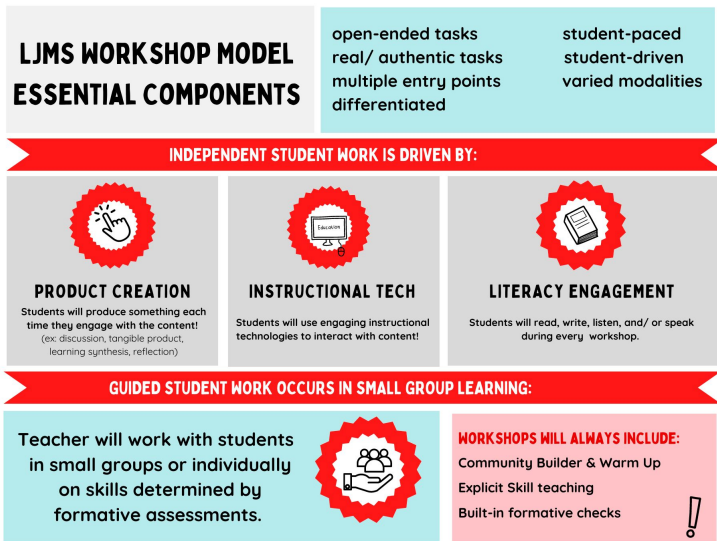 LJMS WORKSHOP MODEL
ESSENTIAL COMPONENTS
open-ended tasks
real/ authentic tasks
multiple entry points
differentiated
student-paced
student-driven
varied modalities
INDEPENDENT STUDENT WORK IS DRIVEN BY:
PRODUCT CREATION
Students will produce something each
time they engage with the content!
(ex: discussion, tangible product,
learning synthesis, reflection)
Education
INSTRUCTIONAL TECH
Students will use engaging instructional
technologies to interact with content!
LITERACY ENGAGEMENT
Students will read, write, listen, and/ or speak
during every workshop.
GUIDED STUDENT WORK OCCURS IN SMALL GROUP LEARNING:
Teacher will work with students
in small groups or individually
on skills determined by
formative assessments.
WORKSHOPS WILL ALWAYS INCLUDE:
Community Builder & Warm Up
Explicit Skill teaching
Built-in formative checks
!